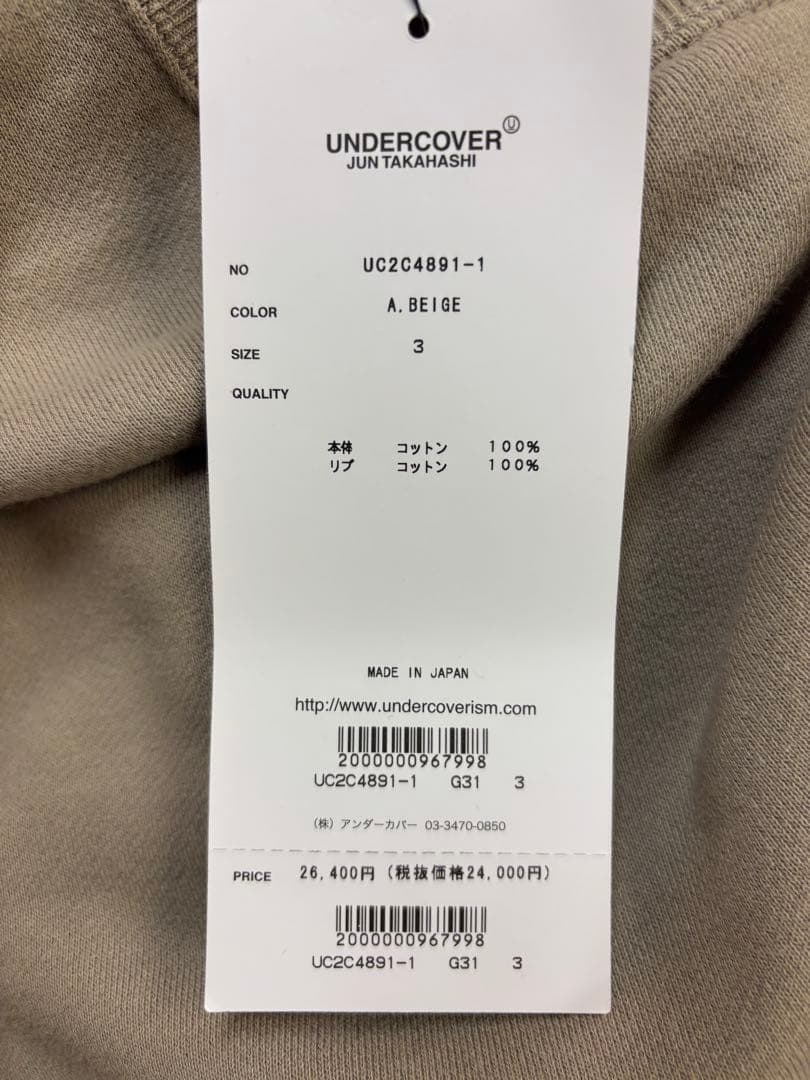 UNDERCOVER Ⓤ
JUN TAKAHASHI
NO UC2C4891-1
COLOR A.BEIGE
SIZE 3
QUALITY
本体 コットン 100%
リブ コットン 100%
MADE IN JAPAN
http://www.undercoverism.com
2000000967998
UC2C4891-1 G31 3
(株) アンダーカバー 03-3470-0850
PRICE 26,400円 (税抜価格24,000円)
2000000967998
UC2C4891-1 G31 3